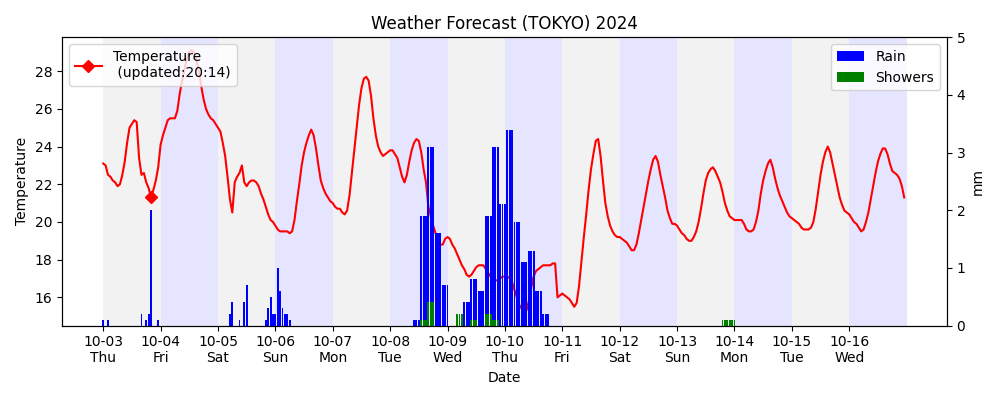 Weather Forecast (TOKYO) 2024
Temperature
(updated:20:14)
Rain
Showers
Temperature
28
26
24
22
20
18
16
5
4
3
2
1
0
mm
10-03 10-04 10-05 10-06 10-07 10-08 10-09 10-10 10-11 10-12 10-13 10-14 10-15 10-16
Thu Fri Sat Sun Mon Tue Wed Thu Fri Sat Sun Mon Tue Wed
Date